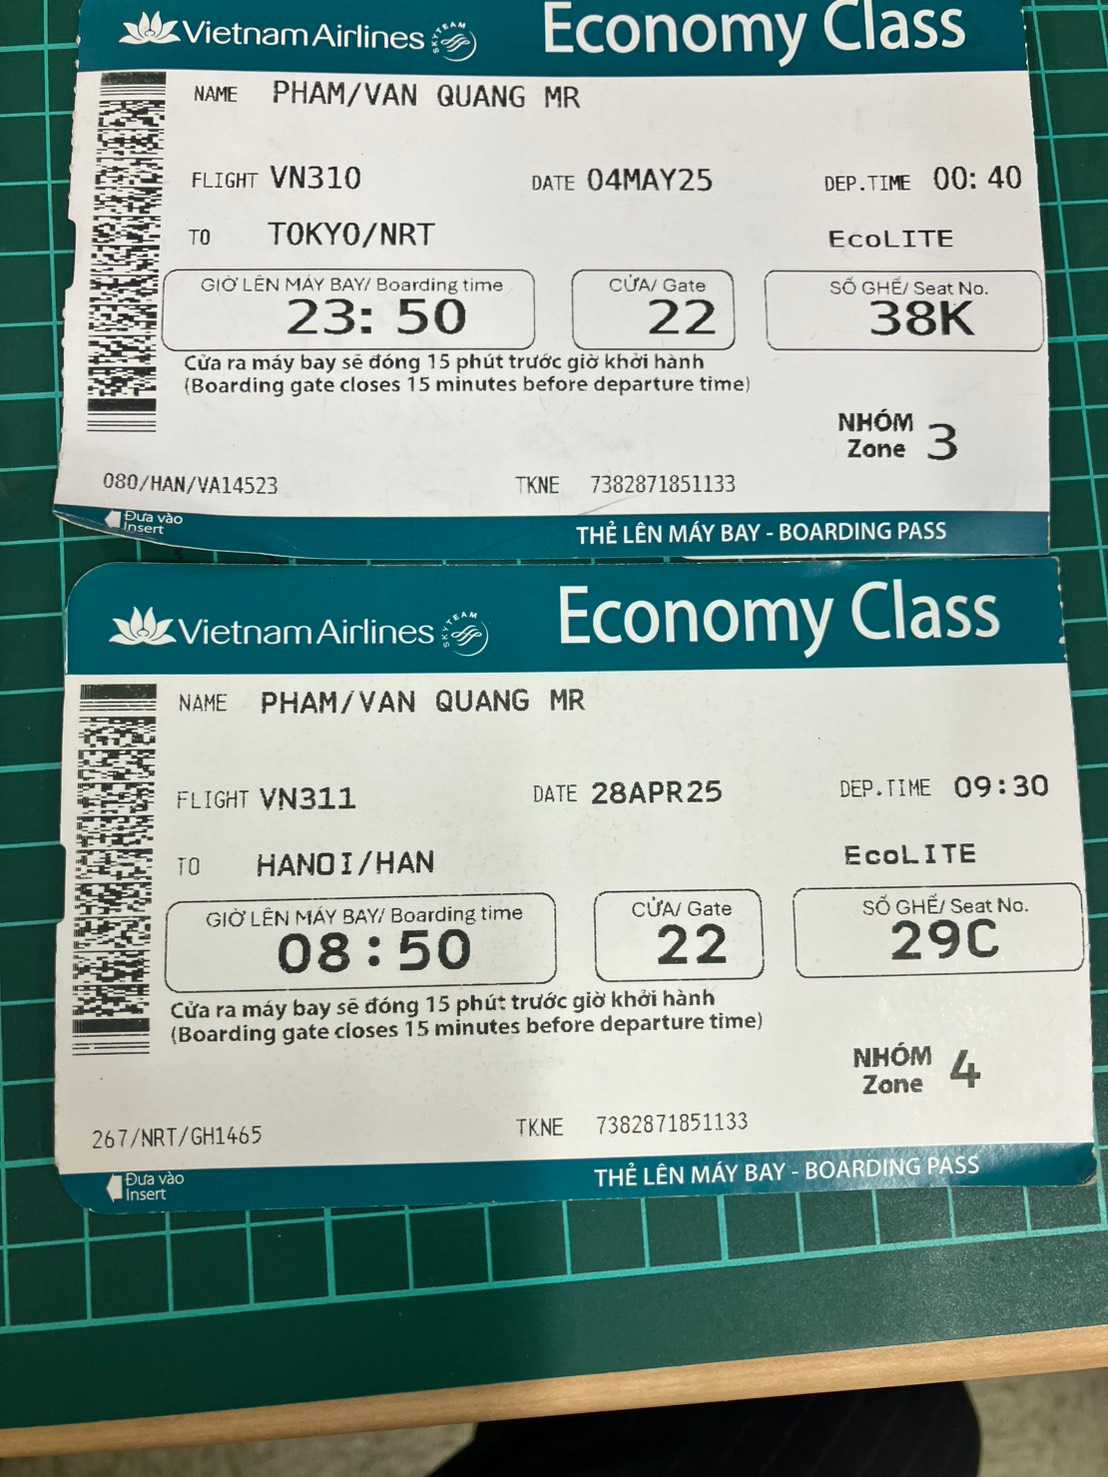 Vietnam Airlines SKYTEAM Economy Class
NAME PHAM/VAN QUANG MR
FLIGHT VN310 DATE 04MAY25 DEP.TIME 00: 40
TO TOKYO/NRT EcoLITE
GIỜ LÊN MÁY BAY/ Boarding time CỬA/ Gate SỐ GHẾ/ Seat No.
23: 50 22 38K
Cửa ra máy bay sẽ đóng 15 phút trước giờ khởi hành
(Boarding gate closes 15 minutes before departure time)
NHÓM
Zone 3
080/HAN/VA14523 TKNE 7382871851133
Đưa vào
Insert
THẺ LÊN MÁY BAY - BOARDING PASS
Vietnam Airlines SKYTEAM Economy Class
NAME PHAM/VAN QUANG MR
FLIGHT VN311 DATE 28APR25 DEP.TIME 09:30
TO HANOI/HAN EcoLITE
GIỜ LÊN MÁY BAY/ Boarding time CỬA/ Gate SỐ GHẾ/ Seat No.
08:50 22 29C
Cửa ra máy bay sẽ đóng 15 phút trước giờ khởi hành
(Boarding gate closes 15 minutes before departure time)
NHÓM
Zone 4
267/NRT/GH1465 TKNE 7382871851133
Đưa vào
Insert
THẺ LÊN MÁY BAY - BOARDING PASS